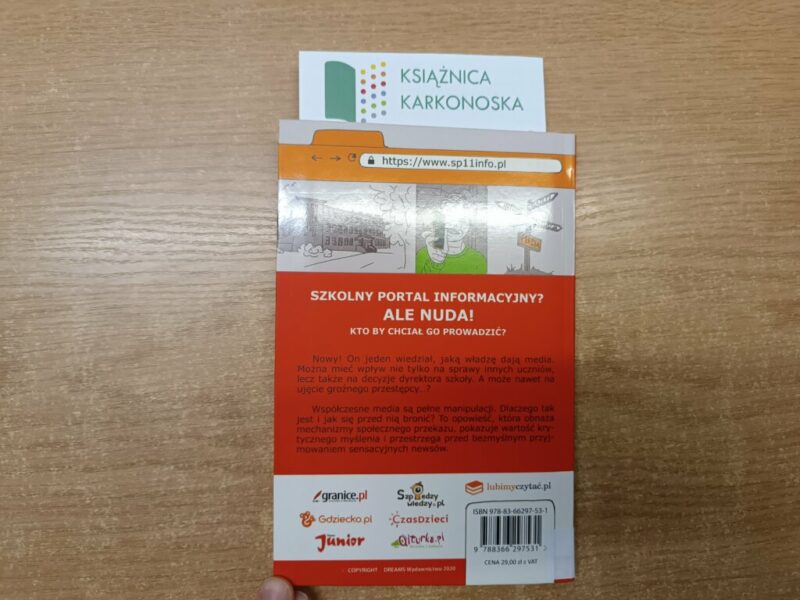 KSIĄŻNICA
KARKONOSKA
https://www.sp11info.pl
SZKOLNY PORTAL INFORMACYJNY?
ALE NUDA!
KTO BY CHCIAŁ GO PROWADZIĆ?
Nowy! On jeden wiedział, jaką władzę dają media.
Można mieć wpływ nie tylko na sprawy innych uczniów,
lecz także na decyzje dyrektora szkoły. A może nawet na
ujęcie groźnego przestępcy...?
Współczesne media są pełne manipulacji. Dlaczego tak
jest i jak się przed nią bronić? To opowieść, która obnaża
mechanizmy społecznego przekazu, pokazuje wartość kry-
tycznego myślenia i przestrzega przed bezmyślnym przyj-
mowaniem sensacyjnych newsów.
granice.pl
Sztab
wiedzy.pl
lubimyczytać.pl
Gdziecko.pl
CzasDzieci
Junior
Qlturka.pl
ISBN 978-83-66297-53-1
9 788366 297531 >
CENA 29,00 zł z VAT
COPYRIGHT DREAMS Wydawnictwo 2020